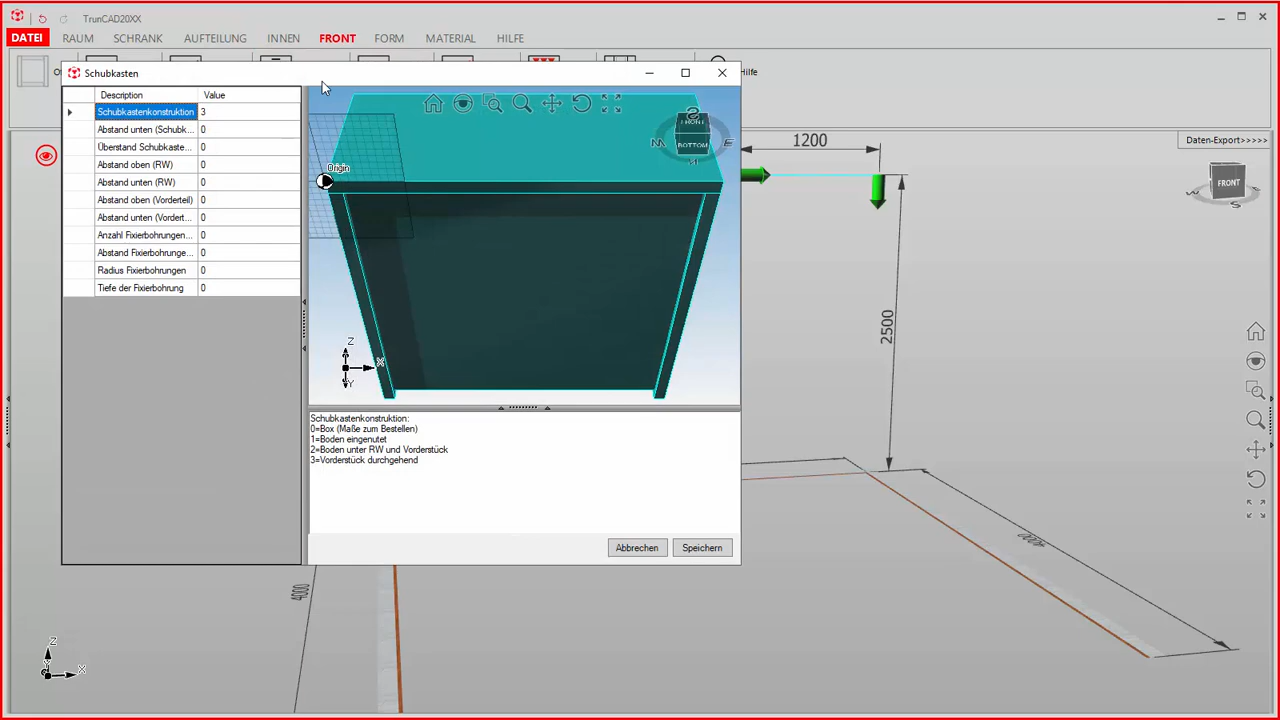 TrunCAD20XX
DATEI RAUM SCHRANK AUFTEILUNG INNEN FRONT FORM MATERIAL HILFE
Hilfe
Schubkasten
Description Value
Schubkastenkonstruktion 3
Abstand unten (Schubk... 0
Überstand Schubkaste... 0
Abstand oben (RW) 0
Abstand unten (RW) 0
Abstand oben (Vorderteil) 0
Abstand unten (Vordert... 0
Anzahl Fixierbohrungen... 0
Abstand Fixierbohrunge... 0
Radius Fixierbohrungen 0
Tiefe der Fixierbohrung 0
Origin
FRONT
BOTTOM
S
W
E
N
Z
X
Y
Schubkastenkonstruktion:
0=Box (Maße zum Bestellen)
1=Boden eingenutet
2=Boden unter RW und Vorderstück
3=Vorderstück durchgehend
Abbrechen Speichern
Daten-Export>>>>
1200
FRONT
S
2500
4000
4000
Z
Y
X